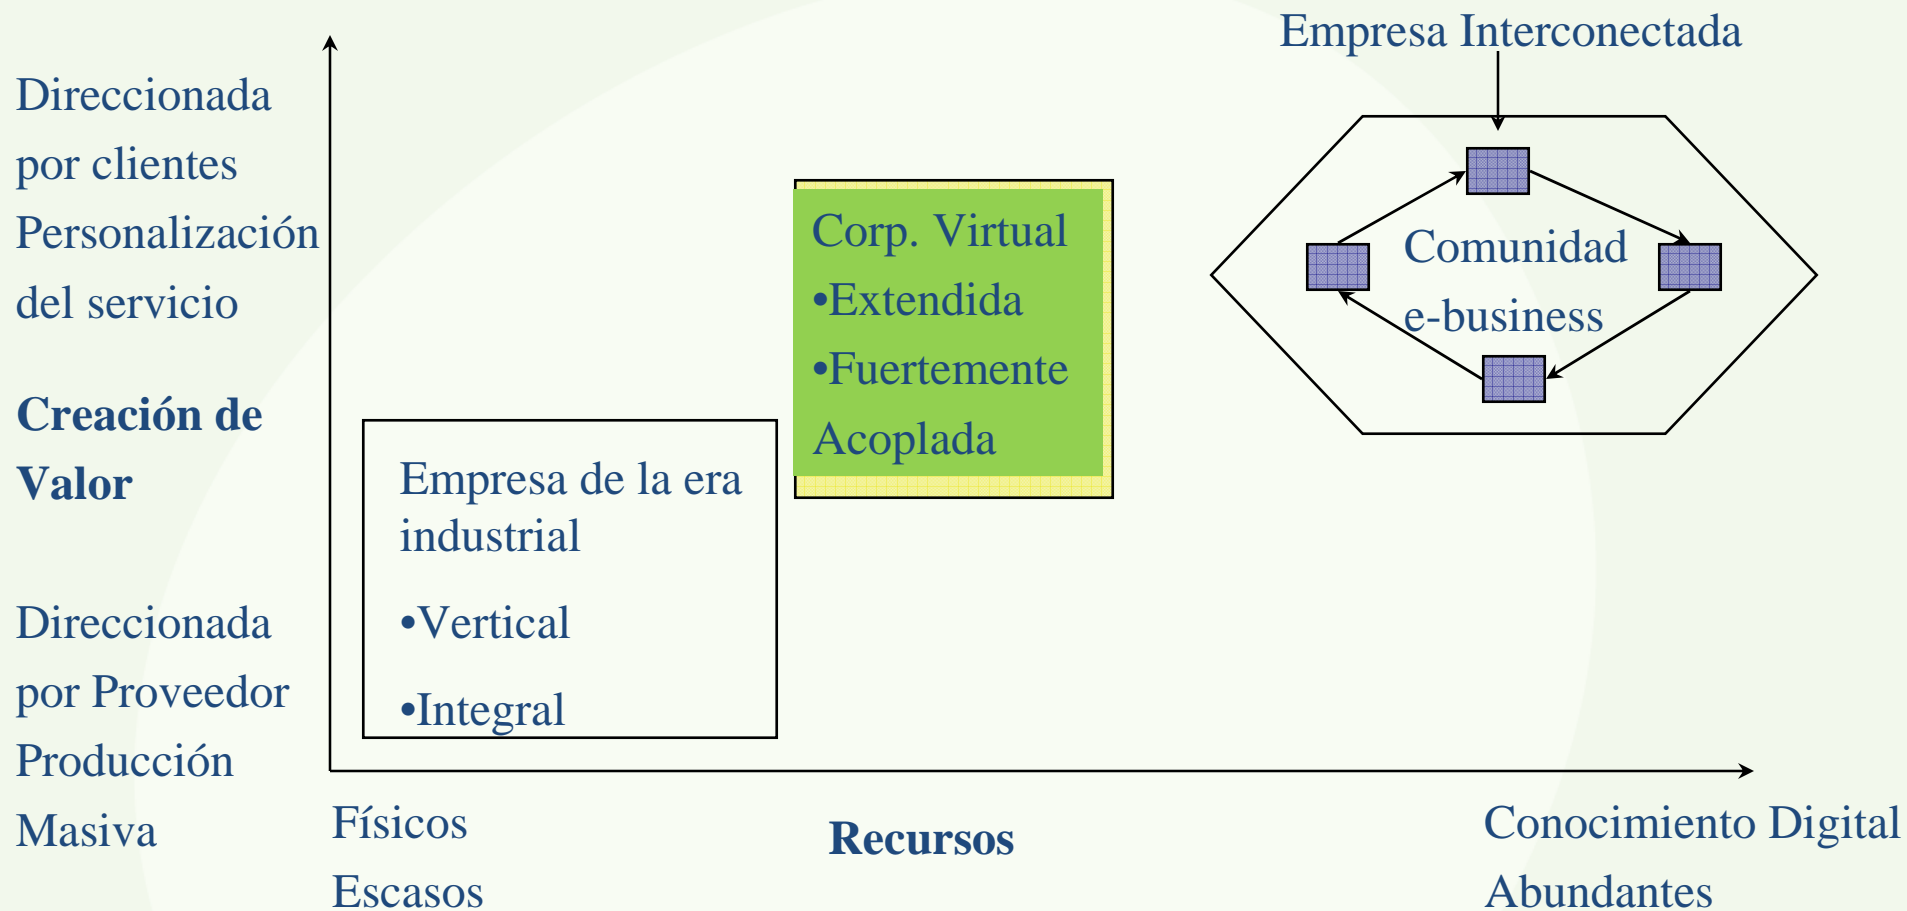 Empresa Interconectada
Direccionada
por clientes
Personalización
del servicio
Creación de
Valor
Direccionada
por Proveedor
Producción
Masiva
Empresa de la era
industrial
•Vertical
•Integral
Corp. Virtual
•Extendida
•Fuertemente
Acoplada
Comunidad
e-business
Físicos
Escasos
Recursos
Conocimiento Digital
Abundantes